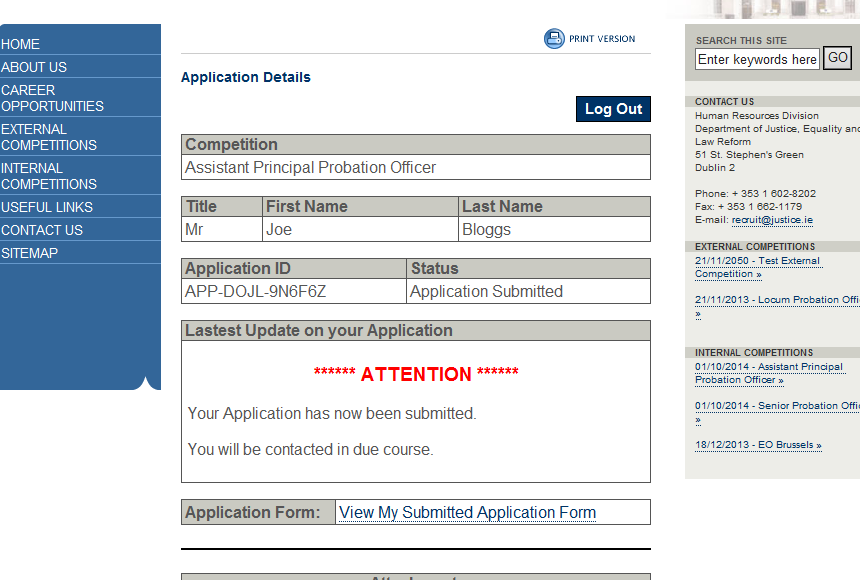 HOME
ABOUT US
CAREER
OPPORTUNITIES
EXTERNAL
COMPETITIONS
INTERNAL
COMPETITIONS
USEFUL LINKS
CONTACT US
SITEMAP
PRINT VERSION
Application Details
Log Out
Competition
Assistant Principal Probation Officer
Title First Name Last Name
Mr Joe Bloggs
Application ID Status
APP-DOJL-9N6F6Z Application Submitted
Lastest Update on your Application
****** ATTENTION ******
Your Application has now been submitted.
You will be contacted in due course.
Application Form: View My Submitted Application Form
SEARCH THIS SITE
Enter keywords here GO
CONTACT US
Human Resources Division
Department of Justice, Equality and
Law Reform
51 St. Stephen's Green
Dublin 2
Phone: + 353 1 602-8202
Fax: + 353 1 662-1179
E-mail: recruit@justice.ie
EXTERNAL COMPETITIONS
21/11/2050 - Test External
Competition »
21/11/2013 - Locum Probation Offi
»
INTERNAL COMPETITIONS
01/10/2014 - Assistant Principal
Probation Officer »
01/10/2014 - Senior Probation Offi
»
18/12/2013 - EO Brussels »